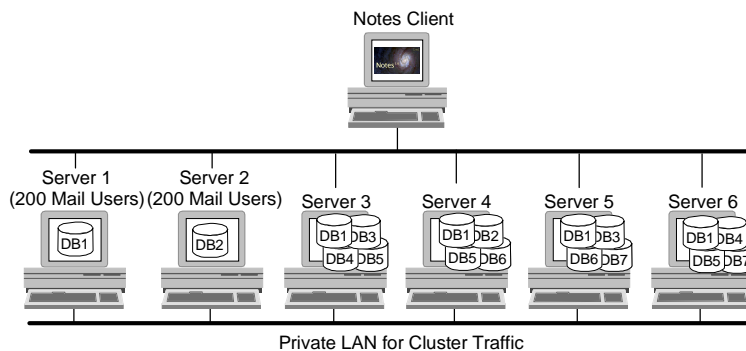 Notes Client
Notes
Server 1
(200 Mail Users)
Server 2
(200 Mail Users)
Server 3
Server 4
Server 5
Server 6
DB1
DB2
DB1 DB3
DB4 DB5
DB1 DB2
DB5 DB6
DB1 DB3
DB6 DB7
DB1 DB4
DB5 DB7
Private LAN for Cluster Traffic